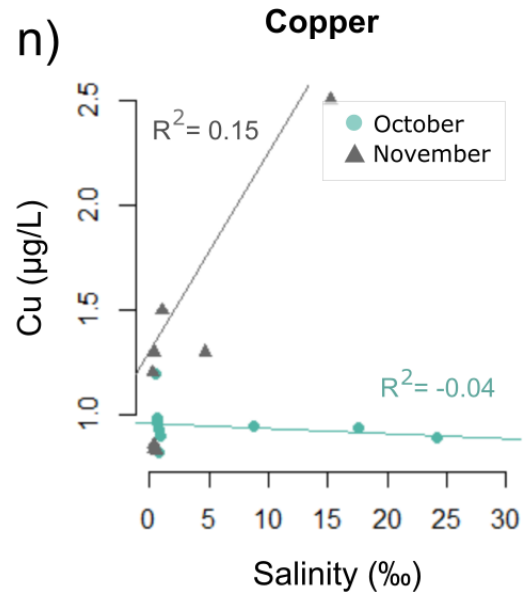 n)
Copper
Cu (µg/L)
2.5
2.0
1.5
1.0
R²= 0.15
October
November
R²= -0.04
0 5 10 15 20 25 30
Salinity (‰)